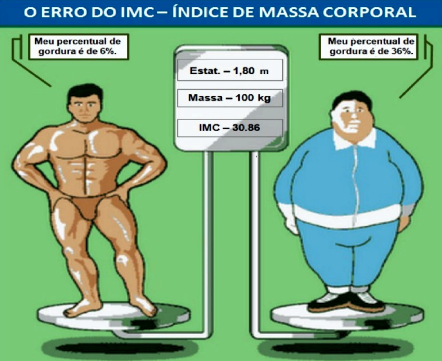 O ERRO DO IMC – ÍNDICE DE MASSA CORPORAL
Meu percentual de
gordura é de 6%.
Estat. – 1,80 m
Massa – 100 kg
IMC – 30.86
Meu percentual de
gordura é de 36%.